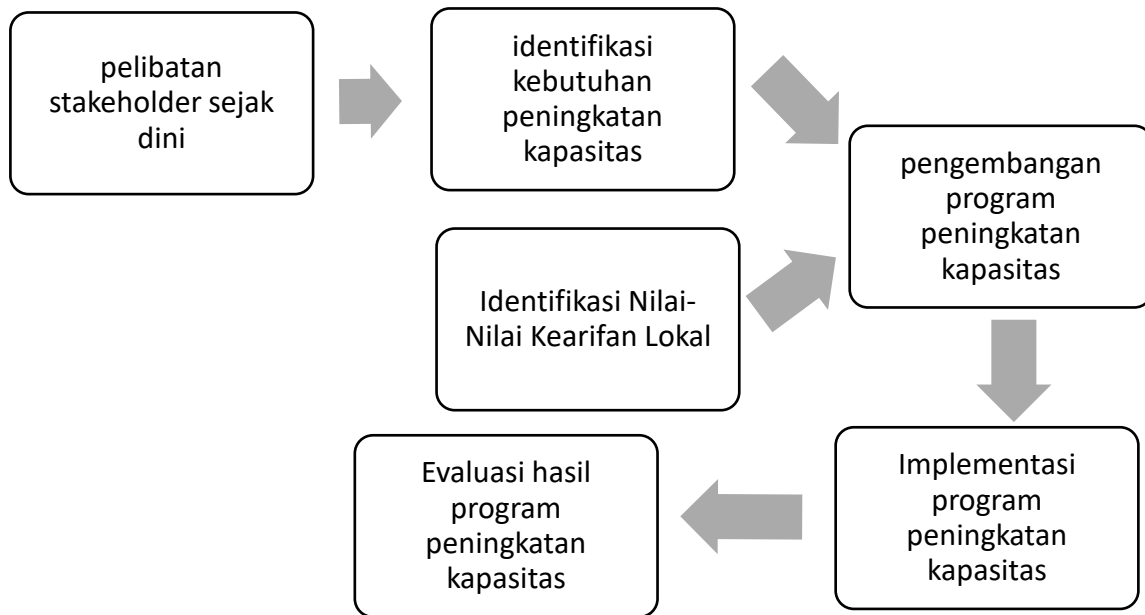 pelibatan
stakeholder sejak
dini
identifikasi
kebutuhan
peningkatan
kapasitas
pengembangan
program
peningkatan
kapasitas
Identifikasi Nilai-
Nilai Kearifan Lokal
Implementasi
program
peningkatan
kapasitas
Evaluasi hasil
program
peningkatan
kapasitas